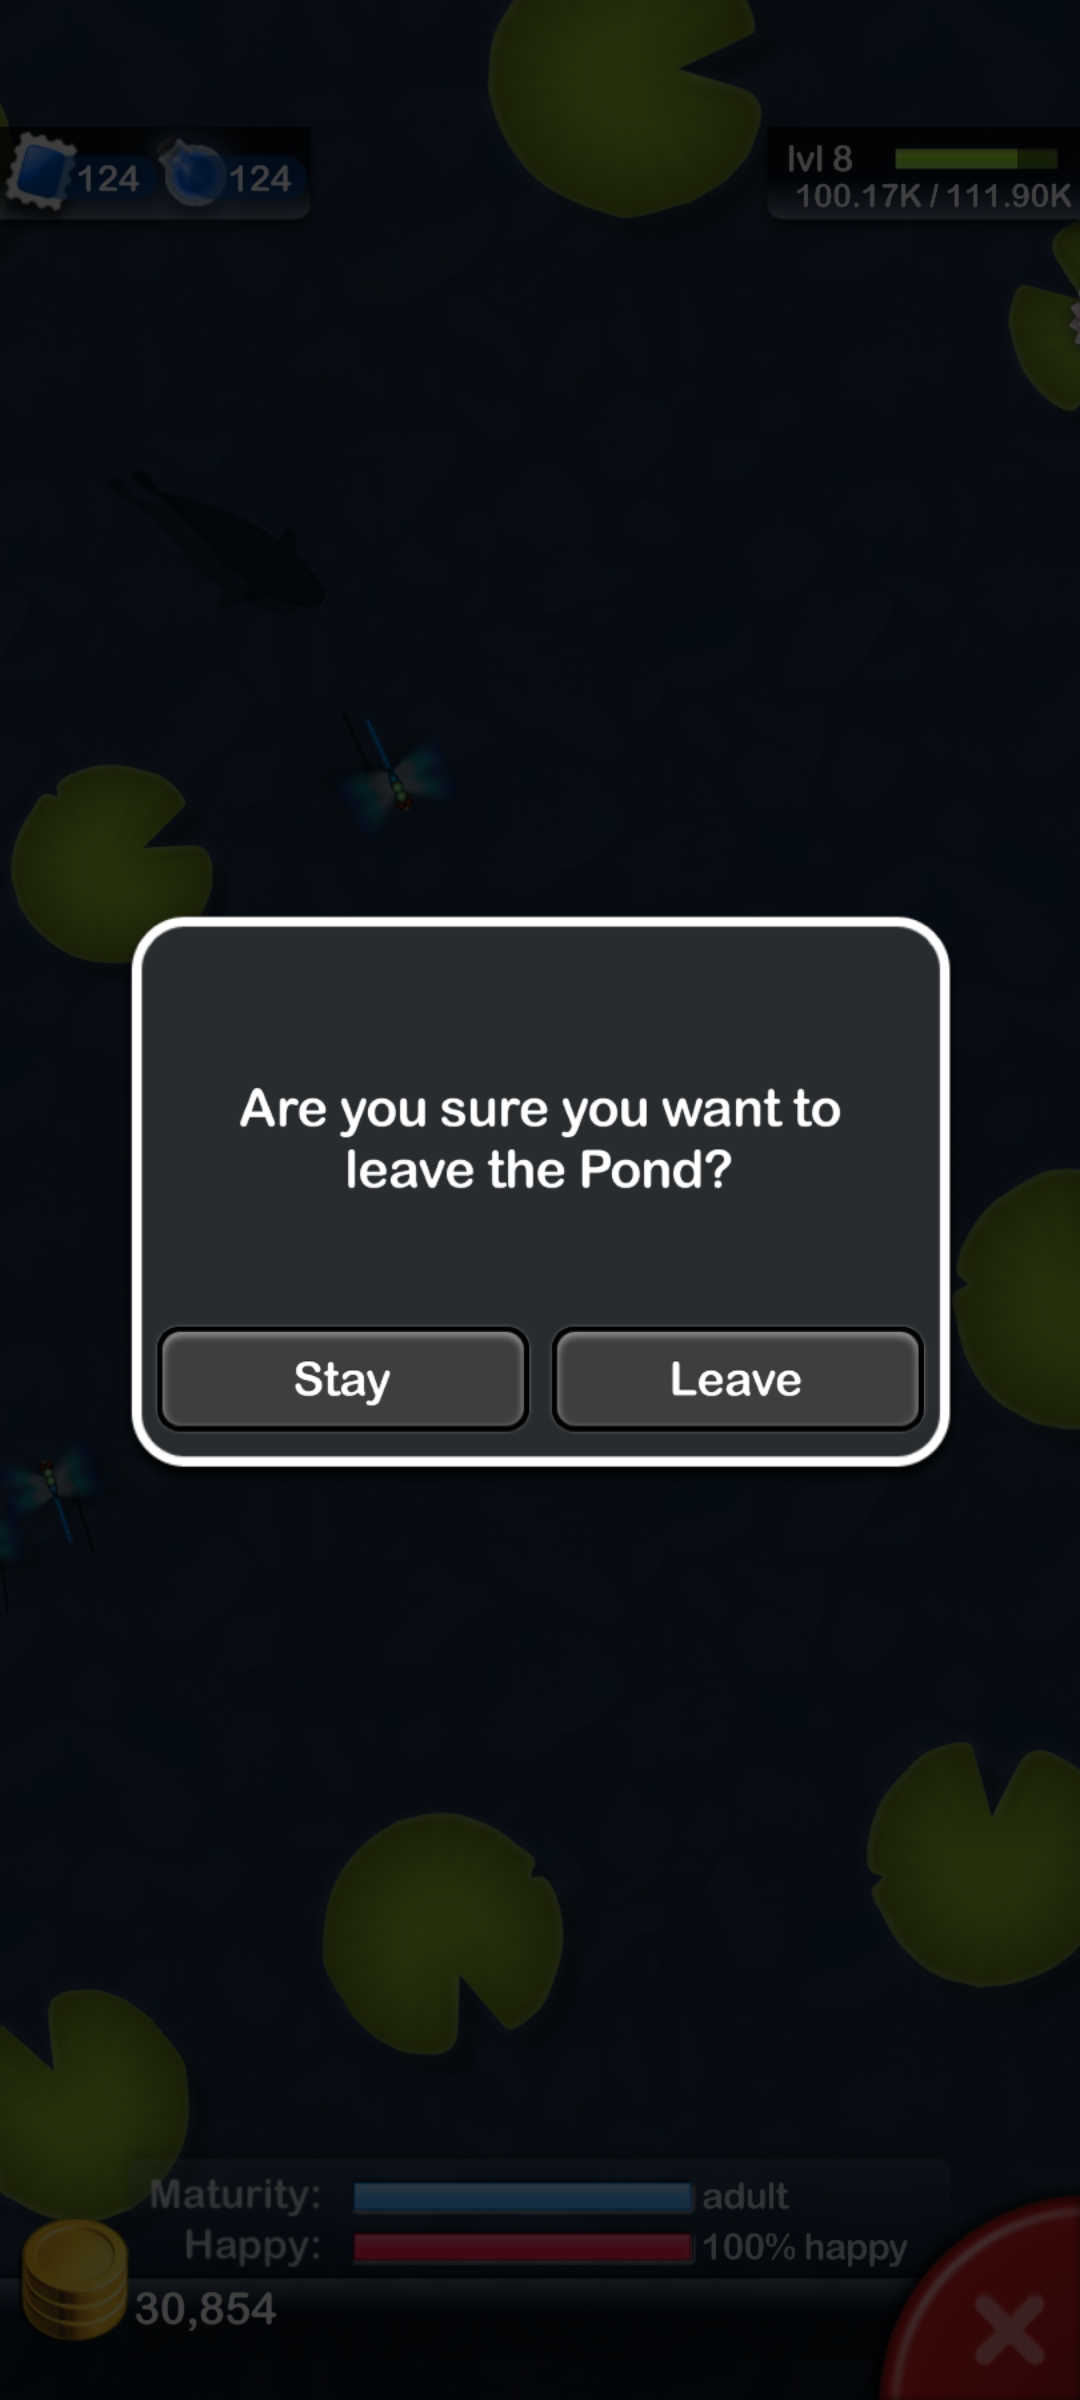 124 124
lvl 8
100.17K / 111.90K
Are you sure you want to
leave the Pond?
Stay Leave
Maturity: adult
Happy: 100% happy
30,854